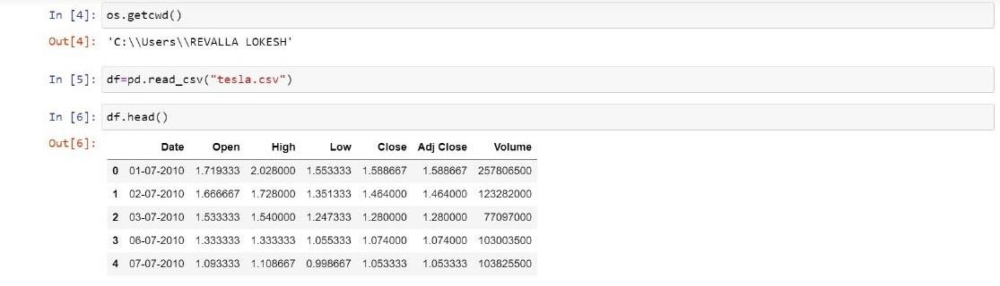 In [4]: os.getcwd()
Out[4]: 'C:\\Users\\REVALLA LOKESH'
In [5]: df=pd.read_csv("tesla.csv")
In [6]: df.head()
Out[6]:
Date Open High Low Close Adj Close Volume
0 01-07-2010 1.719333 2.028000 1.553333 1.588667 1.588667 257806500
1 02-07-2010 1.666667 1.728000 1.351333 1.464000 1.464000 123282000
2 03-07-2010 1.533333 1.540000 1.247333 1.280000 1.280000 77097000
3 06-07-2010 1.333333 1.333333 1.055333 1.074000 1.074000 103003500
4 07-07-2010 1.093333 1.108667 0.998667 1.053333 1.053333 103825500